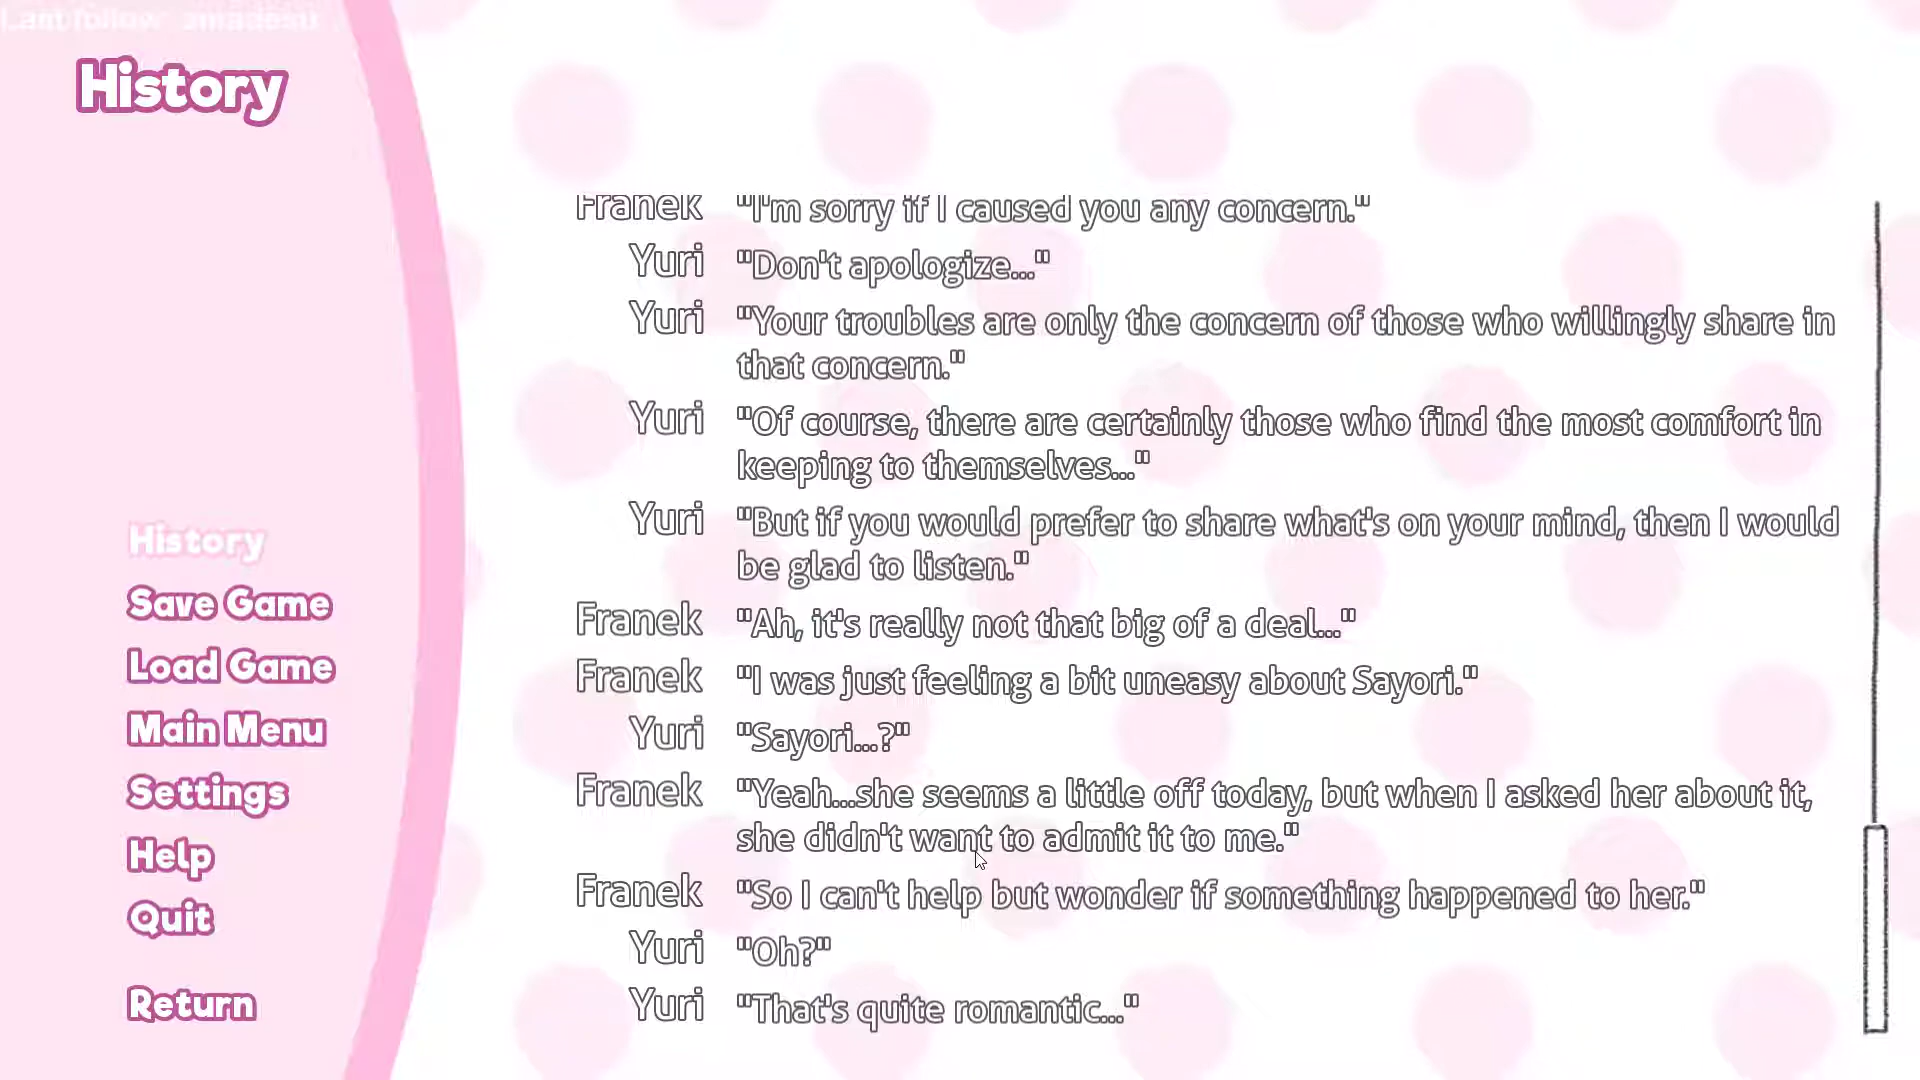 Last follow:
History
Franek "I'm sorry if I caused you any concern."
Yuri "Don't apologize..."
Yuri "Your troubles are only the concern of those who willingly share in
that concern."
Yuri "Of course, there are certainly those who find the most comfort in
keeping to themselves..."
Yuri "But if you would prefer to share what's on your mind, then I would
be glad to listen."
Franek "Ah, it's really not that big of a deal..."
Franek "I was just feeling a bit uneasy about Sayori."
Yuri "Sayori...?"
Franek "Yeah...she seems a little off today, but when I asked her about it,
she didn't want to admit it to me."
Franek "So I can't help but wonder if something happened to her."
Yuri "Oh?"
Yuri "That's quite romantic..."
History
Save Game
Load Game
Main Menu
Settings
Help
Quit
Return